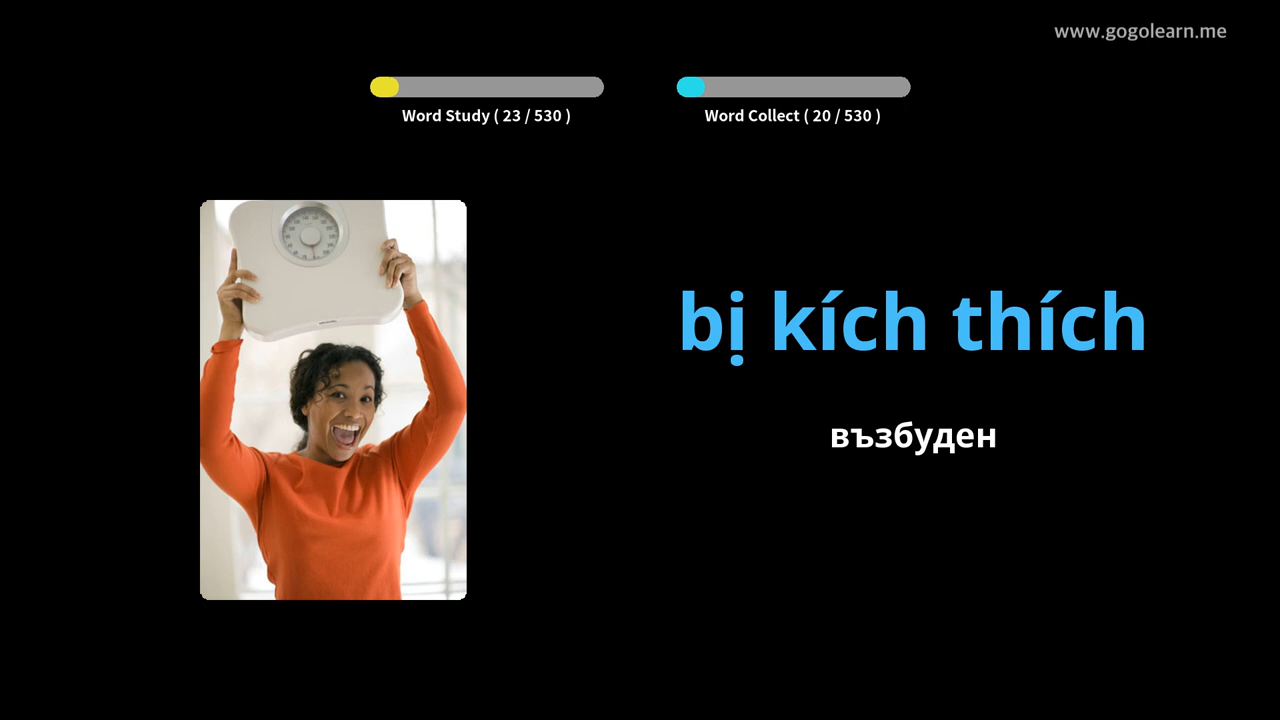 www.gogolearn.me
Word Study ( 23 / 530 )
Word Collect ( 20 / 530 )
bị kích thích
възбуден